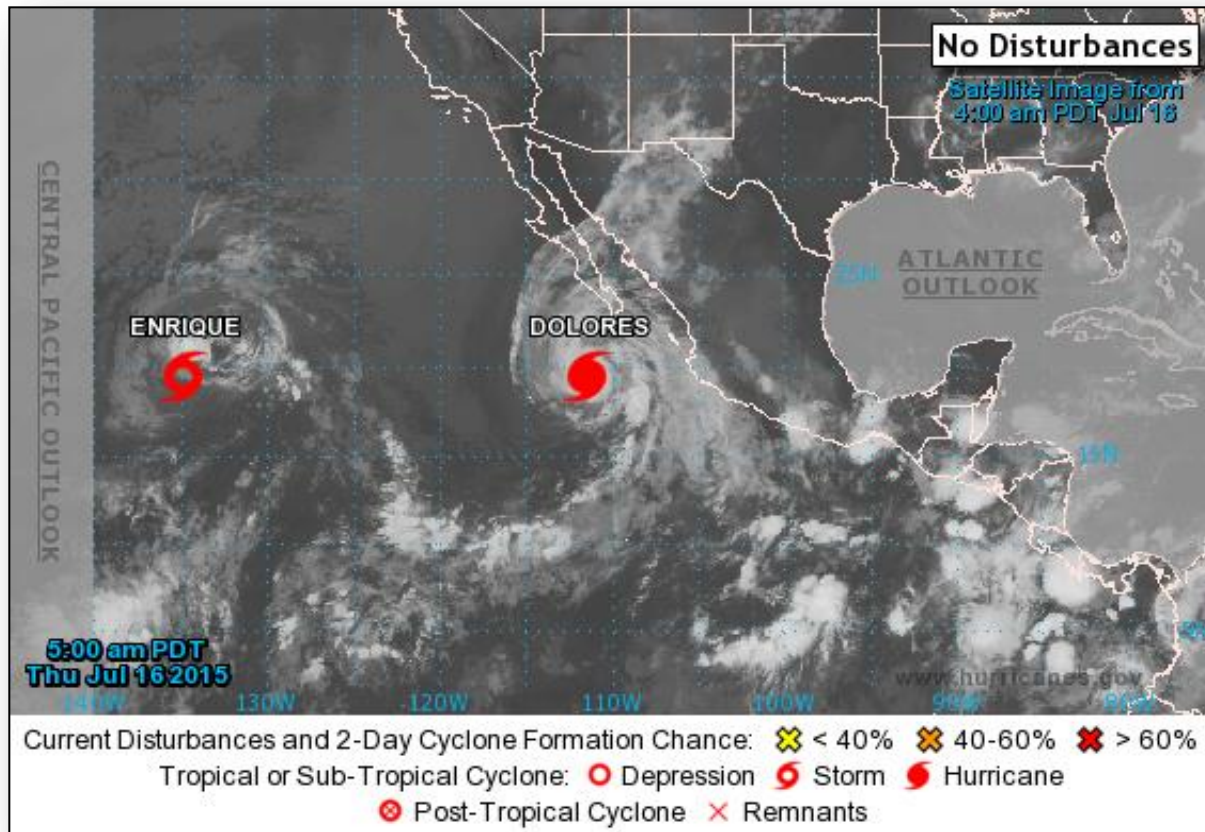 No Disturbances
Satellite Image from
4:00 am PDT Jul 16
CENTRAL PACIFIC OUTLOOK
ATLANTIC
OUTLOOK
25N
ENRIQUE
DOLORES
15N
5N
5:00 am PDT
Thu Jul 16 2015
www.hurricanes.gov
-140W
130W
-120W
110W
100W
90W
80W
Current Disturbances and 2-Day Cyclone Formation Chance: < 40% 40-60% > 60%
Tropical or Sub-Tropical Cyclone: Depression Storm Hurricane
Post-Tropical Cyclone Remnants